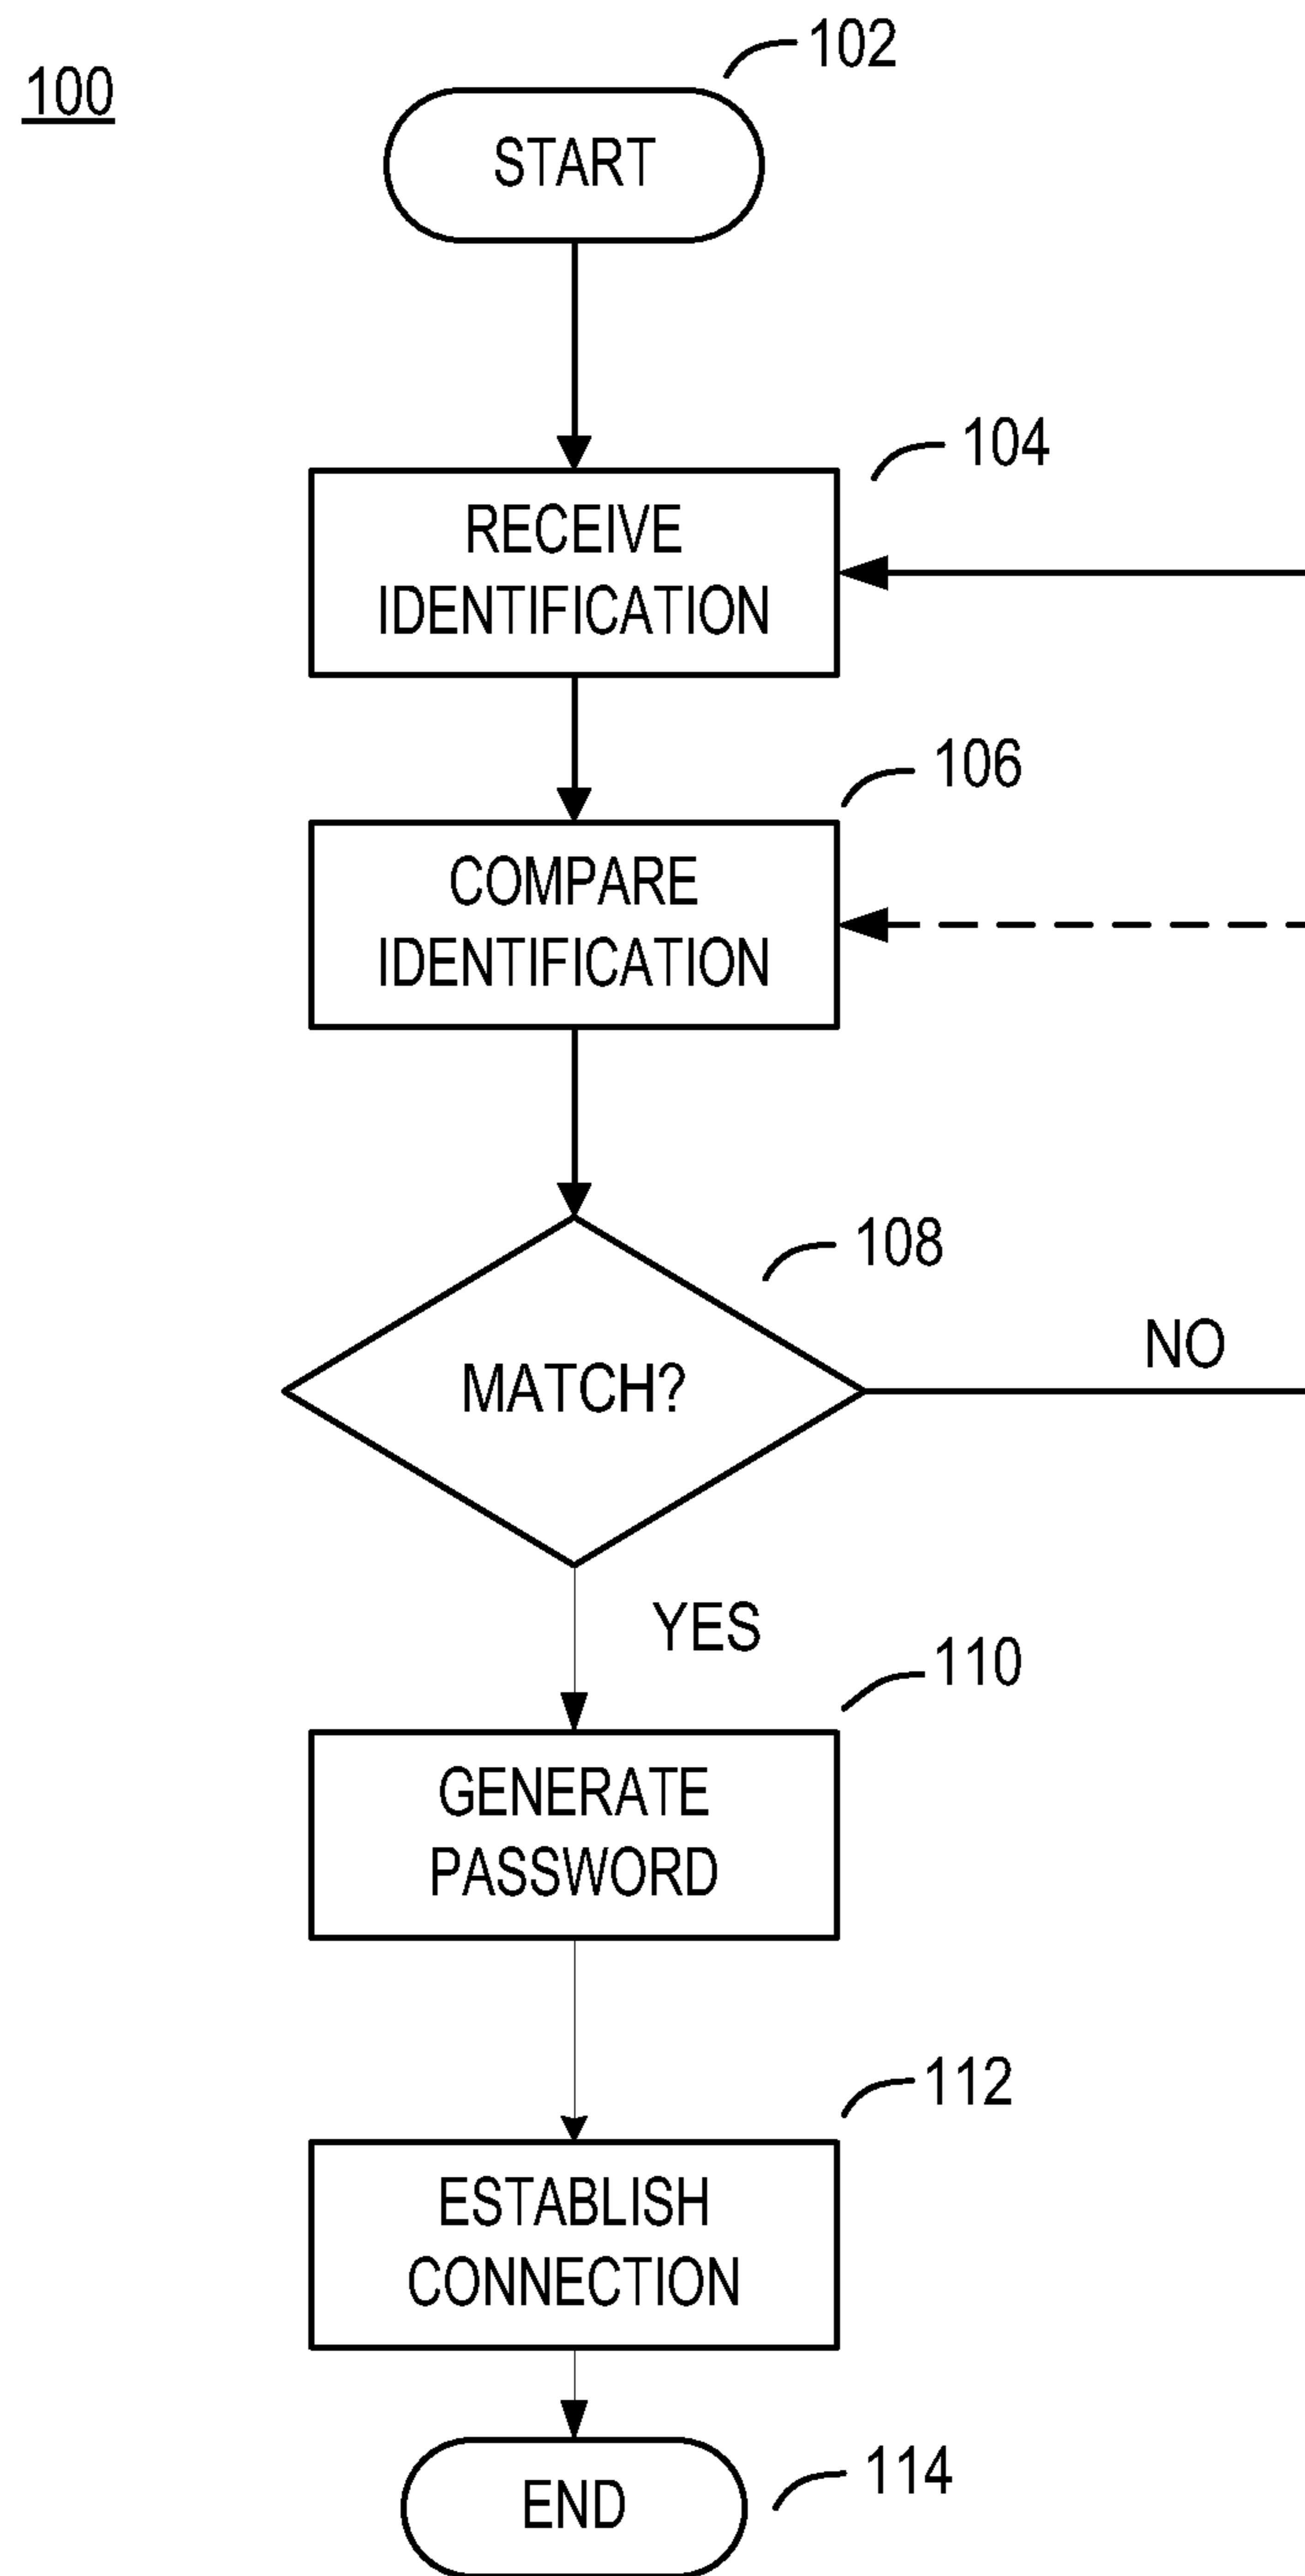 100
102
START
104
RECEIVE
IDENTIFICATION
106
COMPARE
IDENTIFICATION
108
MATCH?
NO
YES
110
GENERATE
PASSWORD
112
ESTABLISH
CONNECTION
END
114